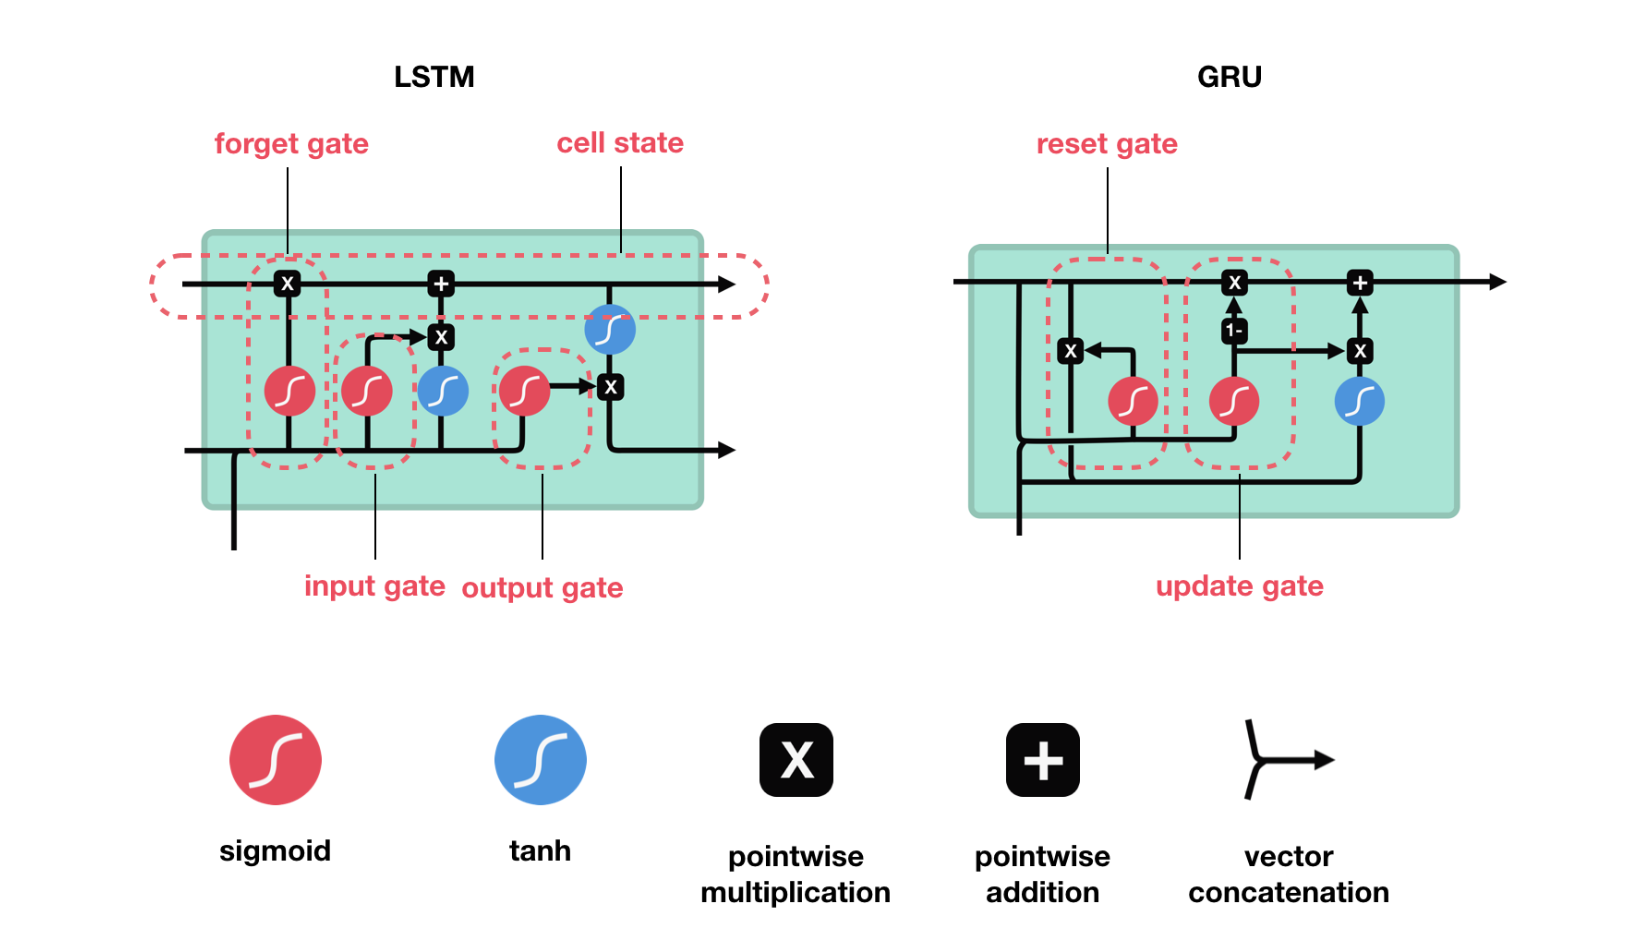 LSTM
GRU
forget gate
cell state
reset gate
X
+
X
+
X
1-
X
X
X
input gate
output gate
update gate
X
+
sigmoid
tanh
pointwise
multiplication
pointwise
addition
vector
concatenation